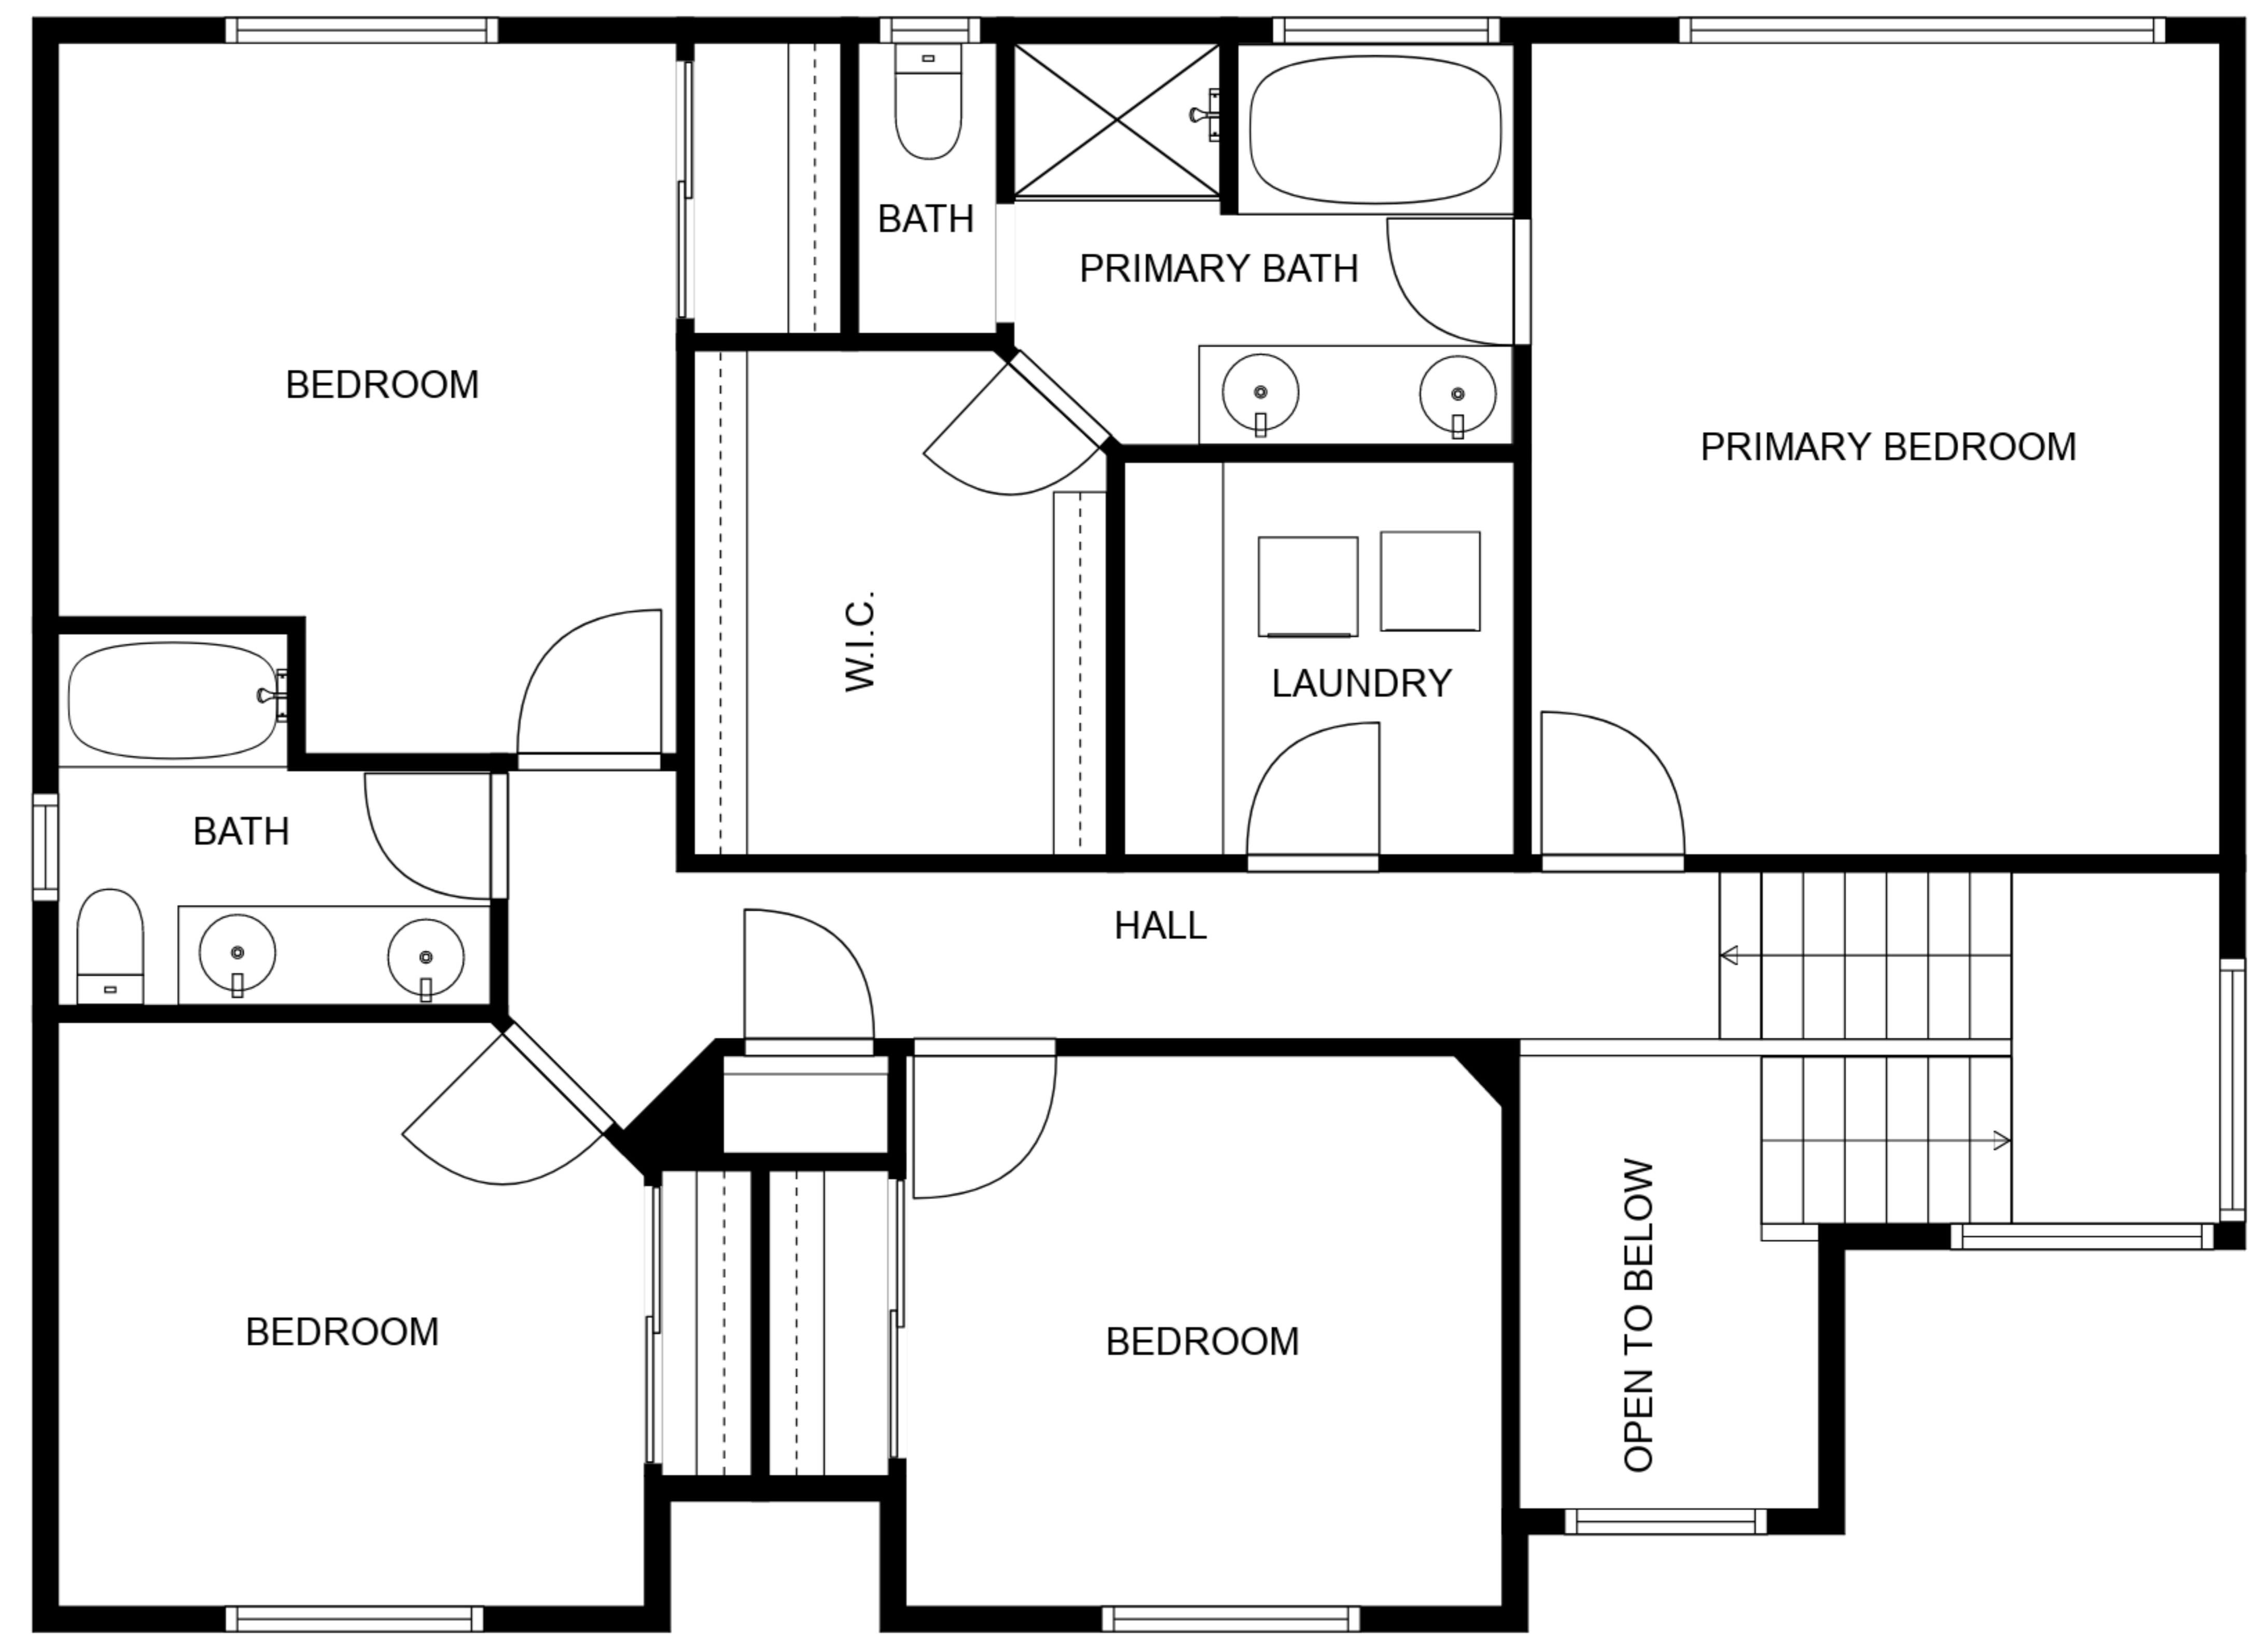 BATH
PRIMARY BATH
BEDROOM
PRIMARY BEDROOM
W.I.C.
LAUNDRY
BATH
HALL
OPEN TO BELOW
BEDROOM
BEDROOM